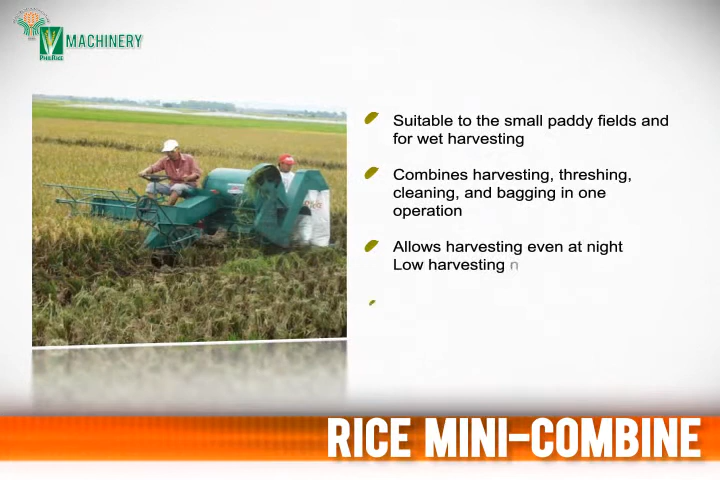 PHILRICE
MACHINERY
Suitable to the small paddy fields and
for wet harvesting
Combines harvesting, threshing,
cleaning, and bagging in one
operation
Allows harvesting even at night
Low harvesting n
RICE MINI-COMBINE